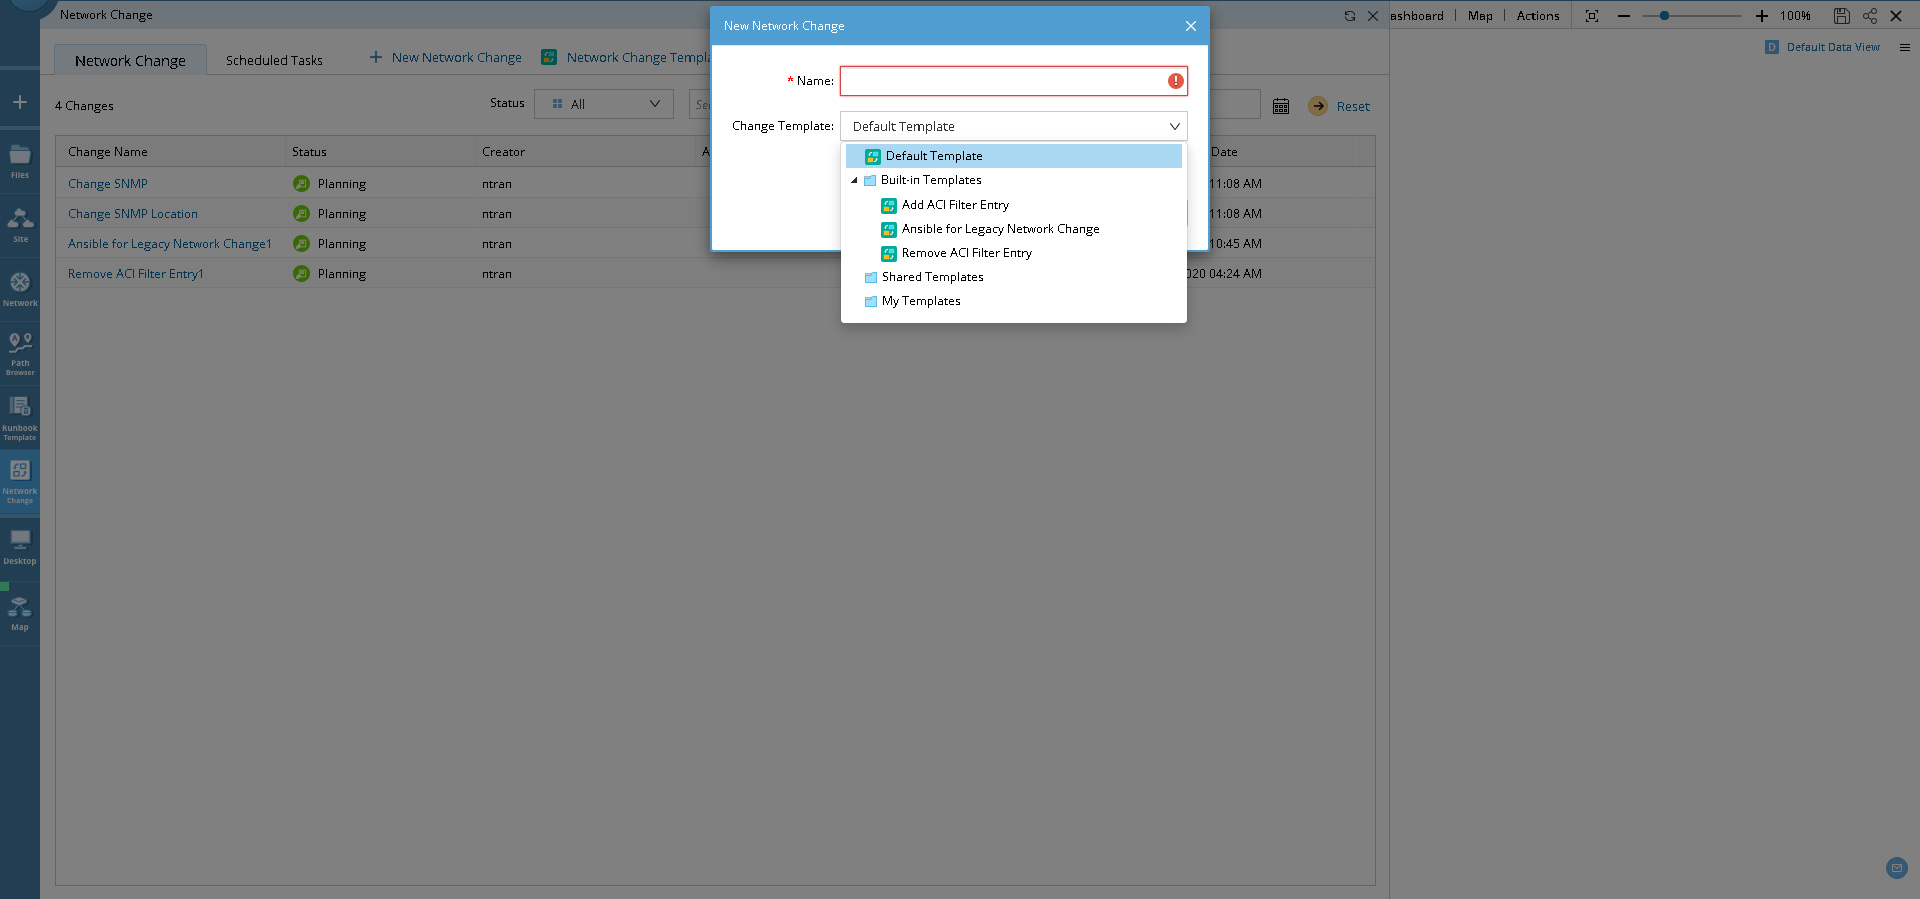 Network Change
Network Change
Scheduled Tasks
New Network Change
Network Change Templa
4 Changes
Status
All
Reset
Change Name
Status
Creator
A
Date
Change SNMP
Planning
ntran
11:08 AM
Change SNMP Location
Planning
ntran
11:08 AM
Ansible for Legacy Network Change1
Planning
ntran
10:45 AM
Remove ACI Filter Entry1
Planning
ntran
020 04:24 AM
New Network Change
* Name:
Change Template:
Default Template
Default Template
Built-in Templates
Add ACI Filter Entry
Ansible for Legacy Network Change
Remove ACI Filter Entry
Shared Templates
My Templates
ashboard
Map
Actions
100%
D
Default Data View
Files
Site
Network
Path
Browser
Runbook
Template
Network
Change
Desktop
Map